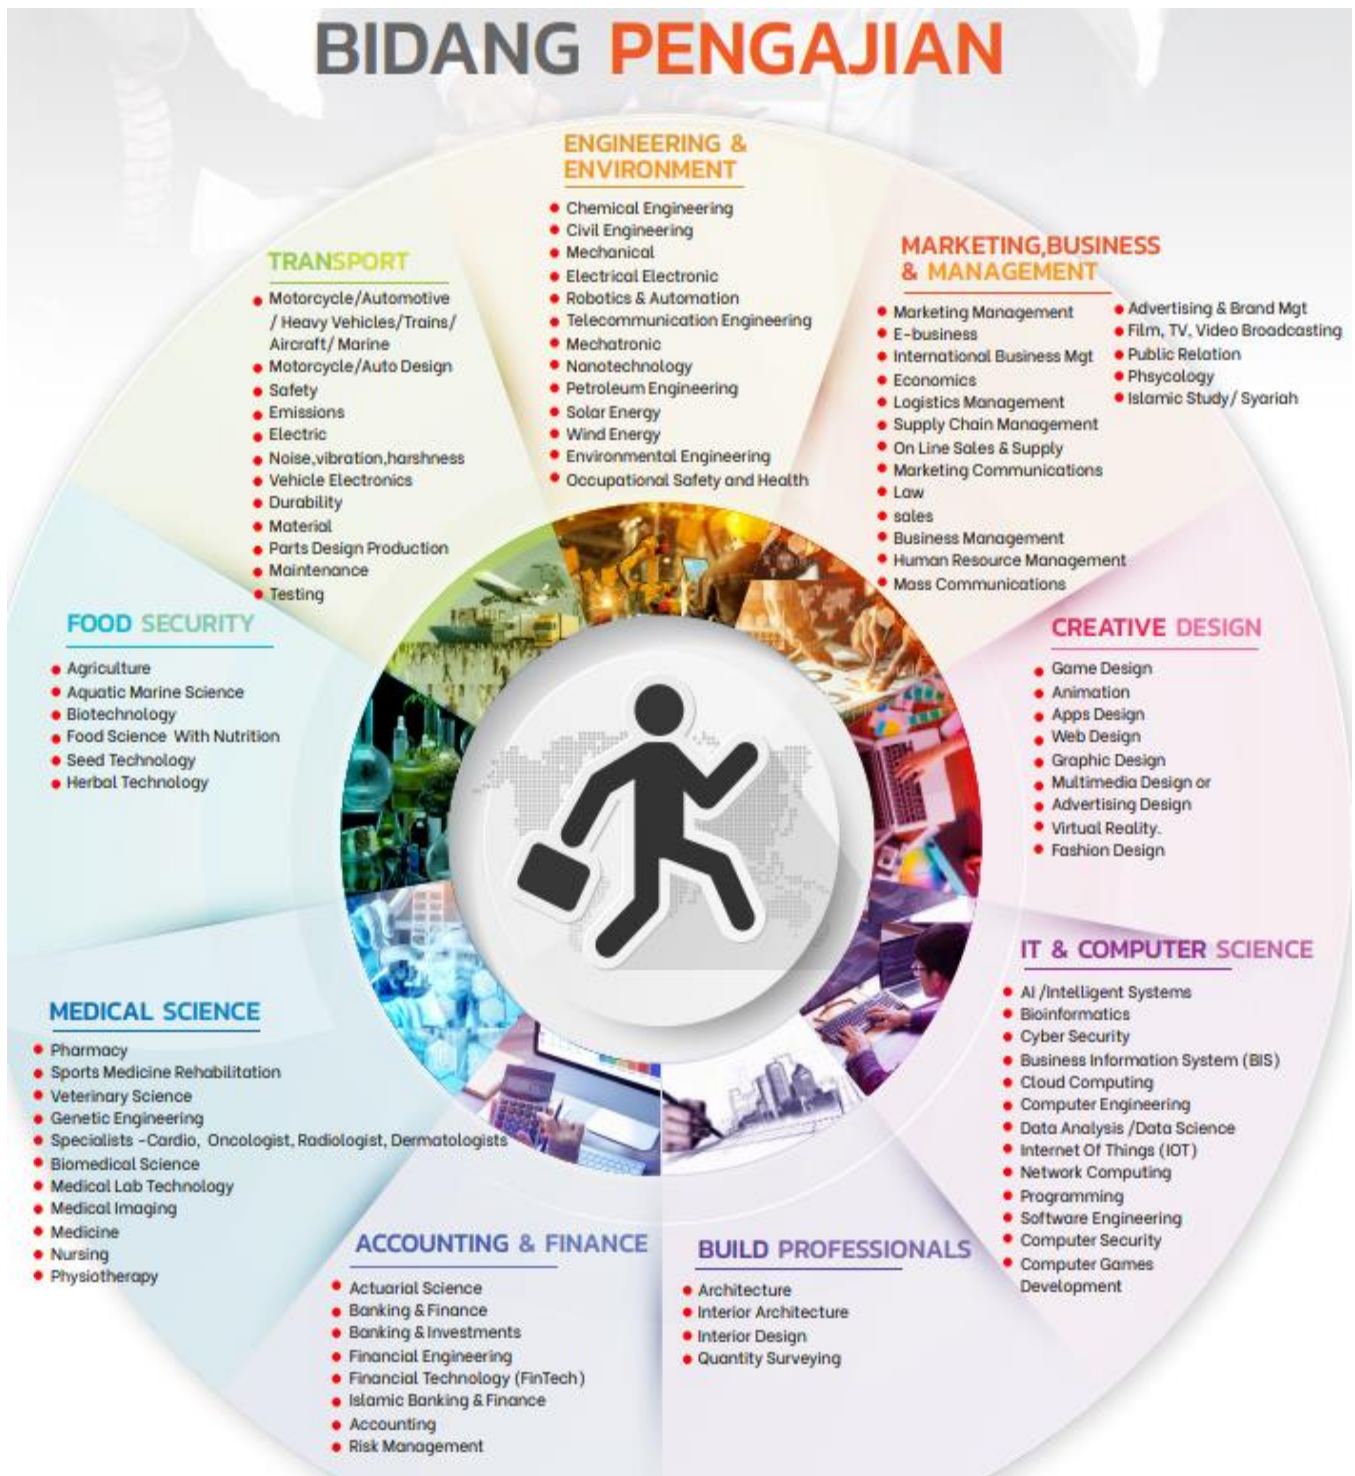 BIDANG PENGAJIAN
ENGINEERING &
ENVIRONMENT
Chemical Engineering
Civil Engineering
Mechanical
Electrical Electronic
Robotics & Automation
Telecommunication Engineering
Mechatronic
Nanotechnology
Petroleum Engineering
Solar Energy
Wind Energy
Environmental Engineering
Occupational Safety and Health
TRANSPORT
Motorcycle/Automotive
/ Heavy Vehicles/Trains/
Aircraft/ Marine
Motorcycle/Auto Design
Safety
Emissions
Electric
Noise,vibration,harshness
Vehicle Electronics
Durability
Material
Parts Design Production
Maintenance
Testing
MARKETING,BUSINESS
& MANAGEMENT
Marketing Management
E-business
International Business Mgt
Economics
Logistics Management
Supply Chain Management
On Line Sales & Supply
Marketing Communications
Law
sales
Business Management
Human Resource Management
Mass Communications
Advertising & Brand Mgt
Film, TV, Video Broadcasting
Public Relation
Phsycology
Islamic Study/ Syariah
FOOD SECURITY
Agriculture
Aquatic Marine Science
Biotechnology
Food Science With Nutrition
Seed Technology
Herbal Technology
CREATIVE DESIGN
Game Design
Animation
Apps Design
Web Design
Graphic Design
Multimedia Design or
Advertising Design
Virtual Reality.
Fashion Design
IT & COMPUTER SCIENCE
AI /Intelligent Systems
Bioinformatics
Cyber Security
Business Information System (BIS)
Cloud Computing
Computer Engineering
Data Analysis /Data Science
Internet Of Things (IOT)
Network Computing
Programming
Software Engineering
Computer Security
Computer Games
Development
MEDICAL SCIENCE
Pharmacy
Sports Medicine Rehabilitation
Veterinary Science
Genetic Engineering
Specialists -Cardio, Oncologist, Radiologist, Dermatologists
Biomedical Science
Medical Lab Technology
Medical Imaging
Medicine
Nursing
Physiotherapy
ACCOUNTING & FINANCE
Actuarial Science
Banking & Finance
Banking & Investments
Financial Engineering
Financial Technology (FinTech)
Islamic Banking & Finance
Accounting
Risk Management
BUILD PROFESSIONALS
Architecture
Interior Architecture
Interior Design
Quantity Surveying